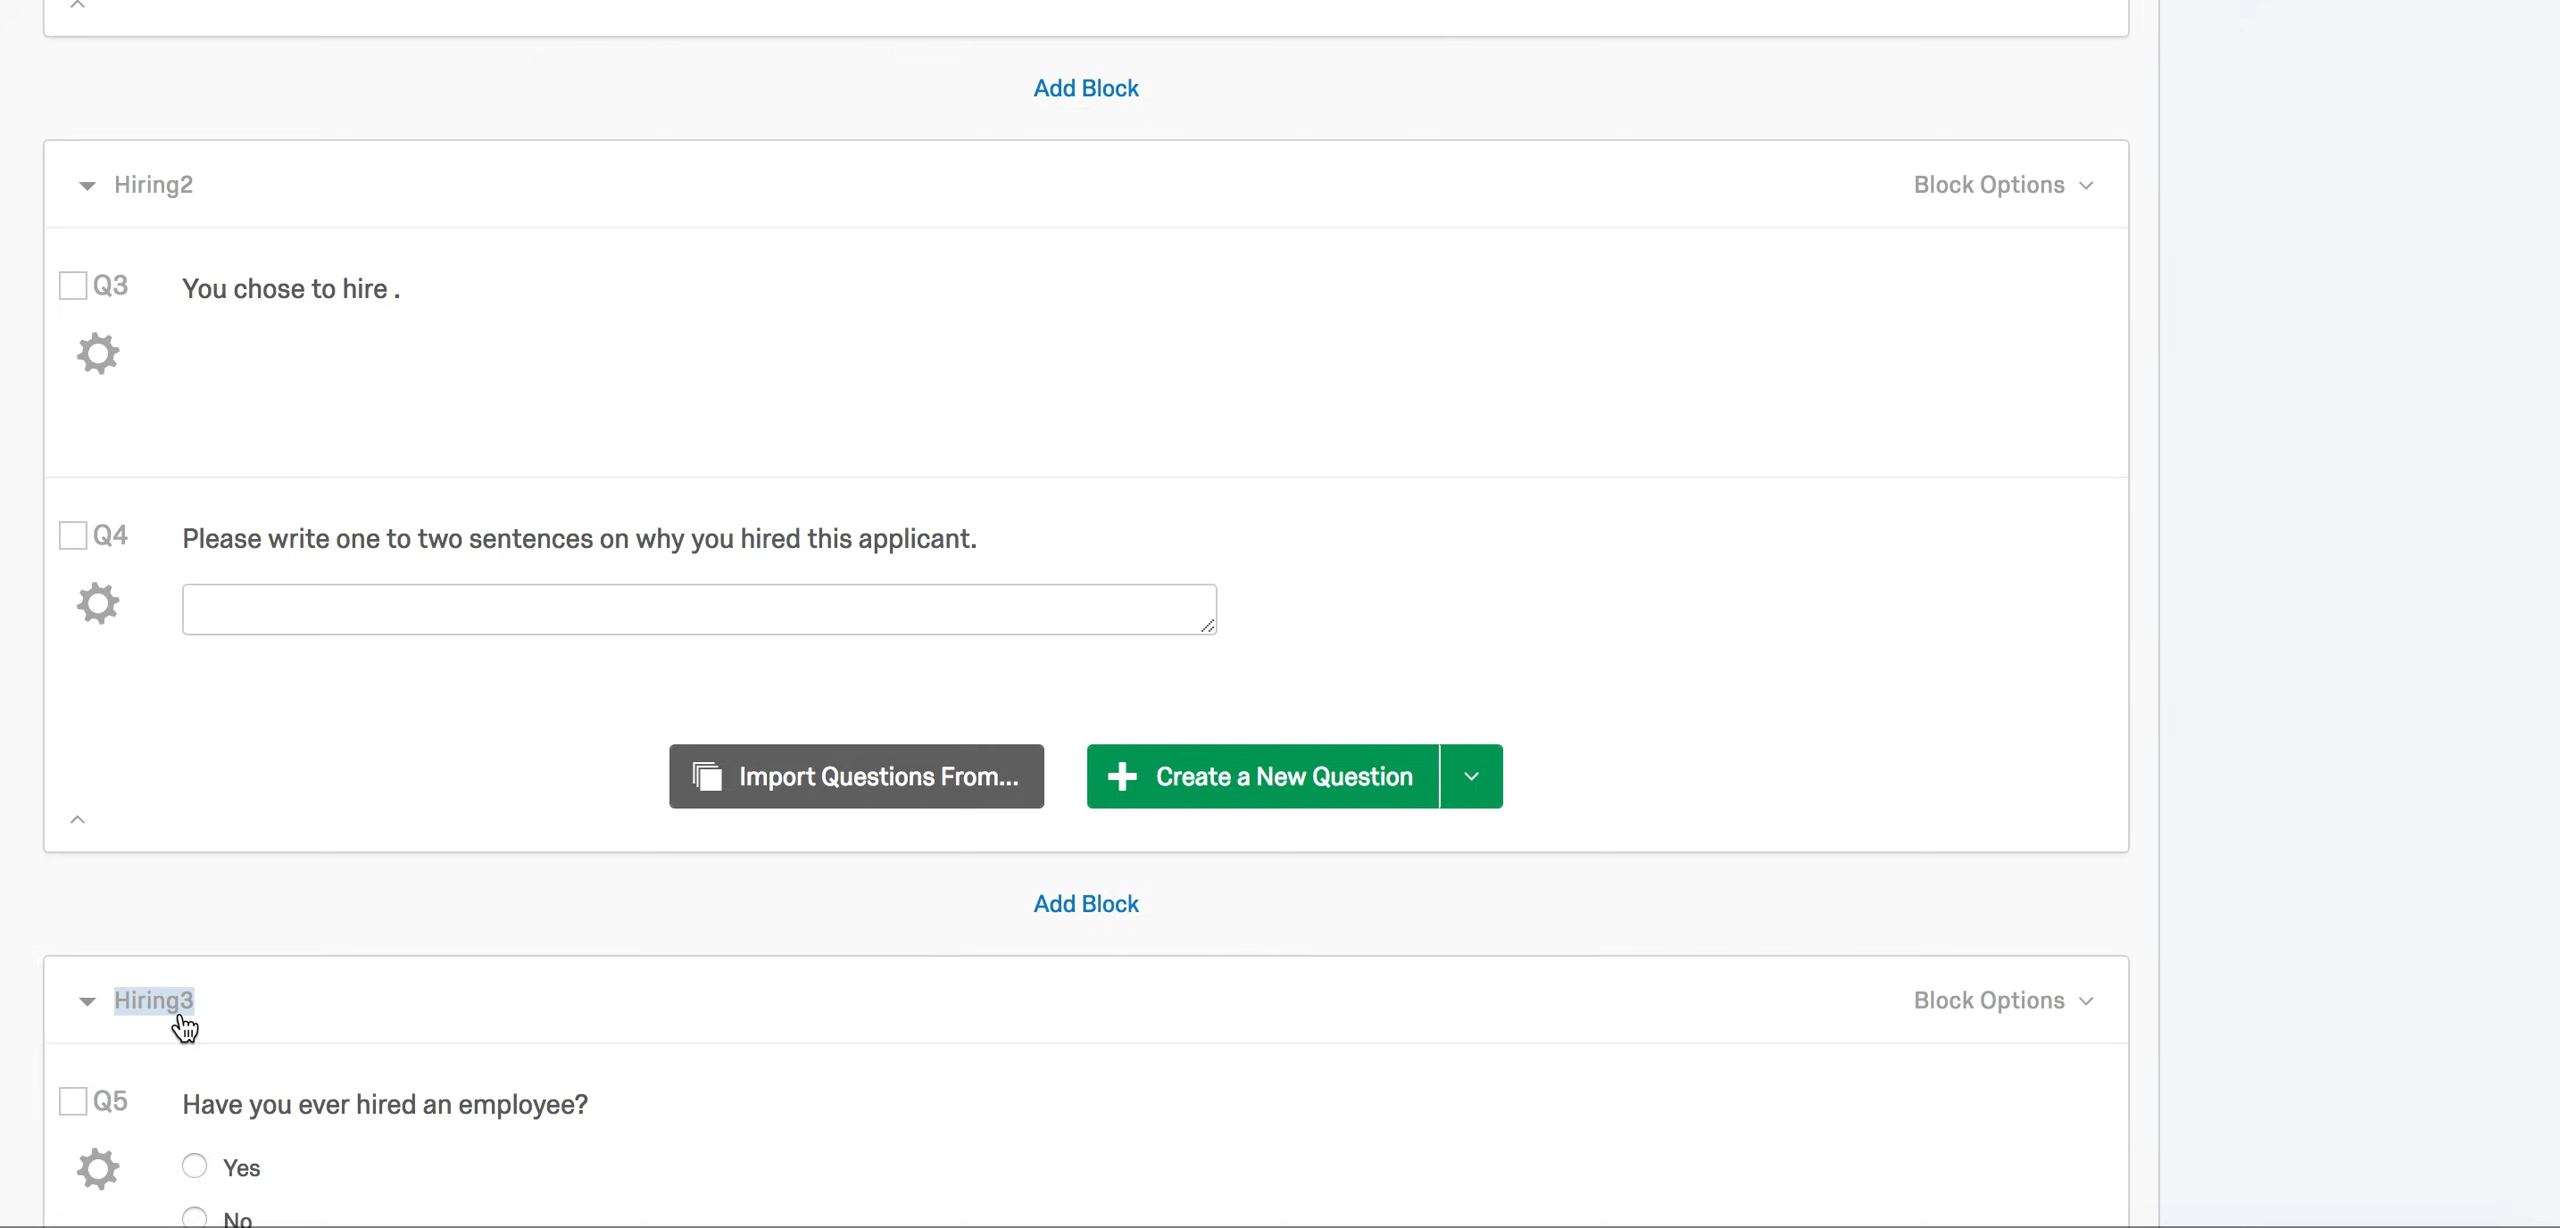 Add Block
Hiring2 Block Options
Q3 You chose to hire .
Q4 Please write one to two sentences on why you hired this applicant.
Import Questions From... Create a New Question
Add Block
Hiring3 Block Options
Q5 Have you ever hired an employee?
Yes
No